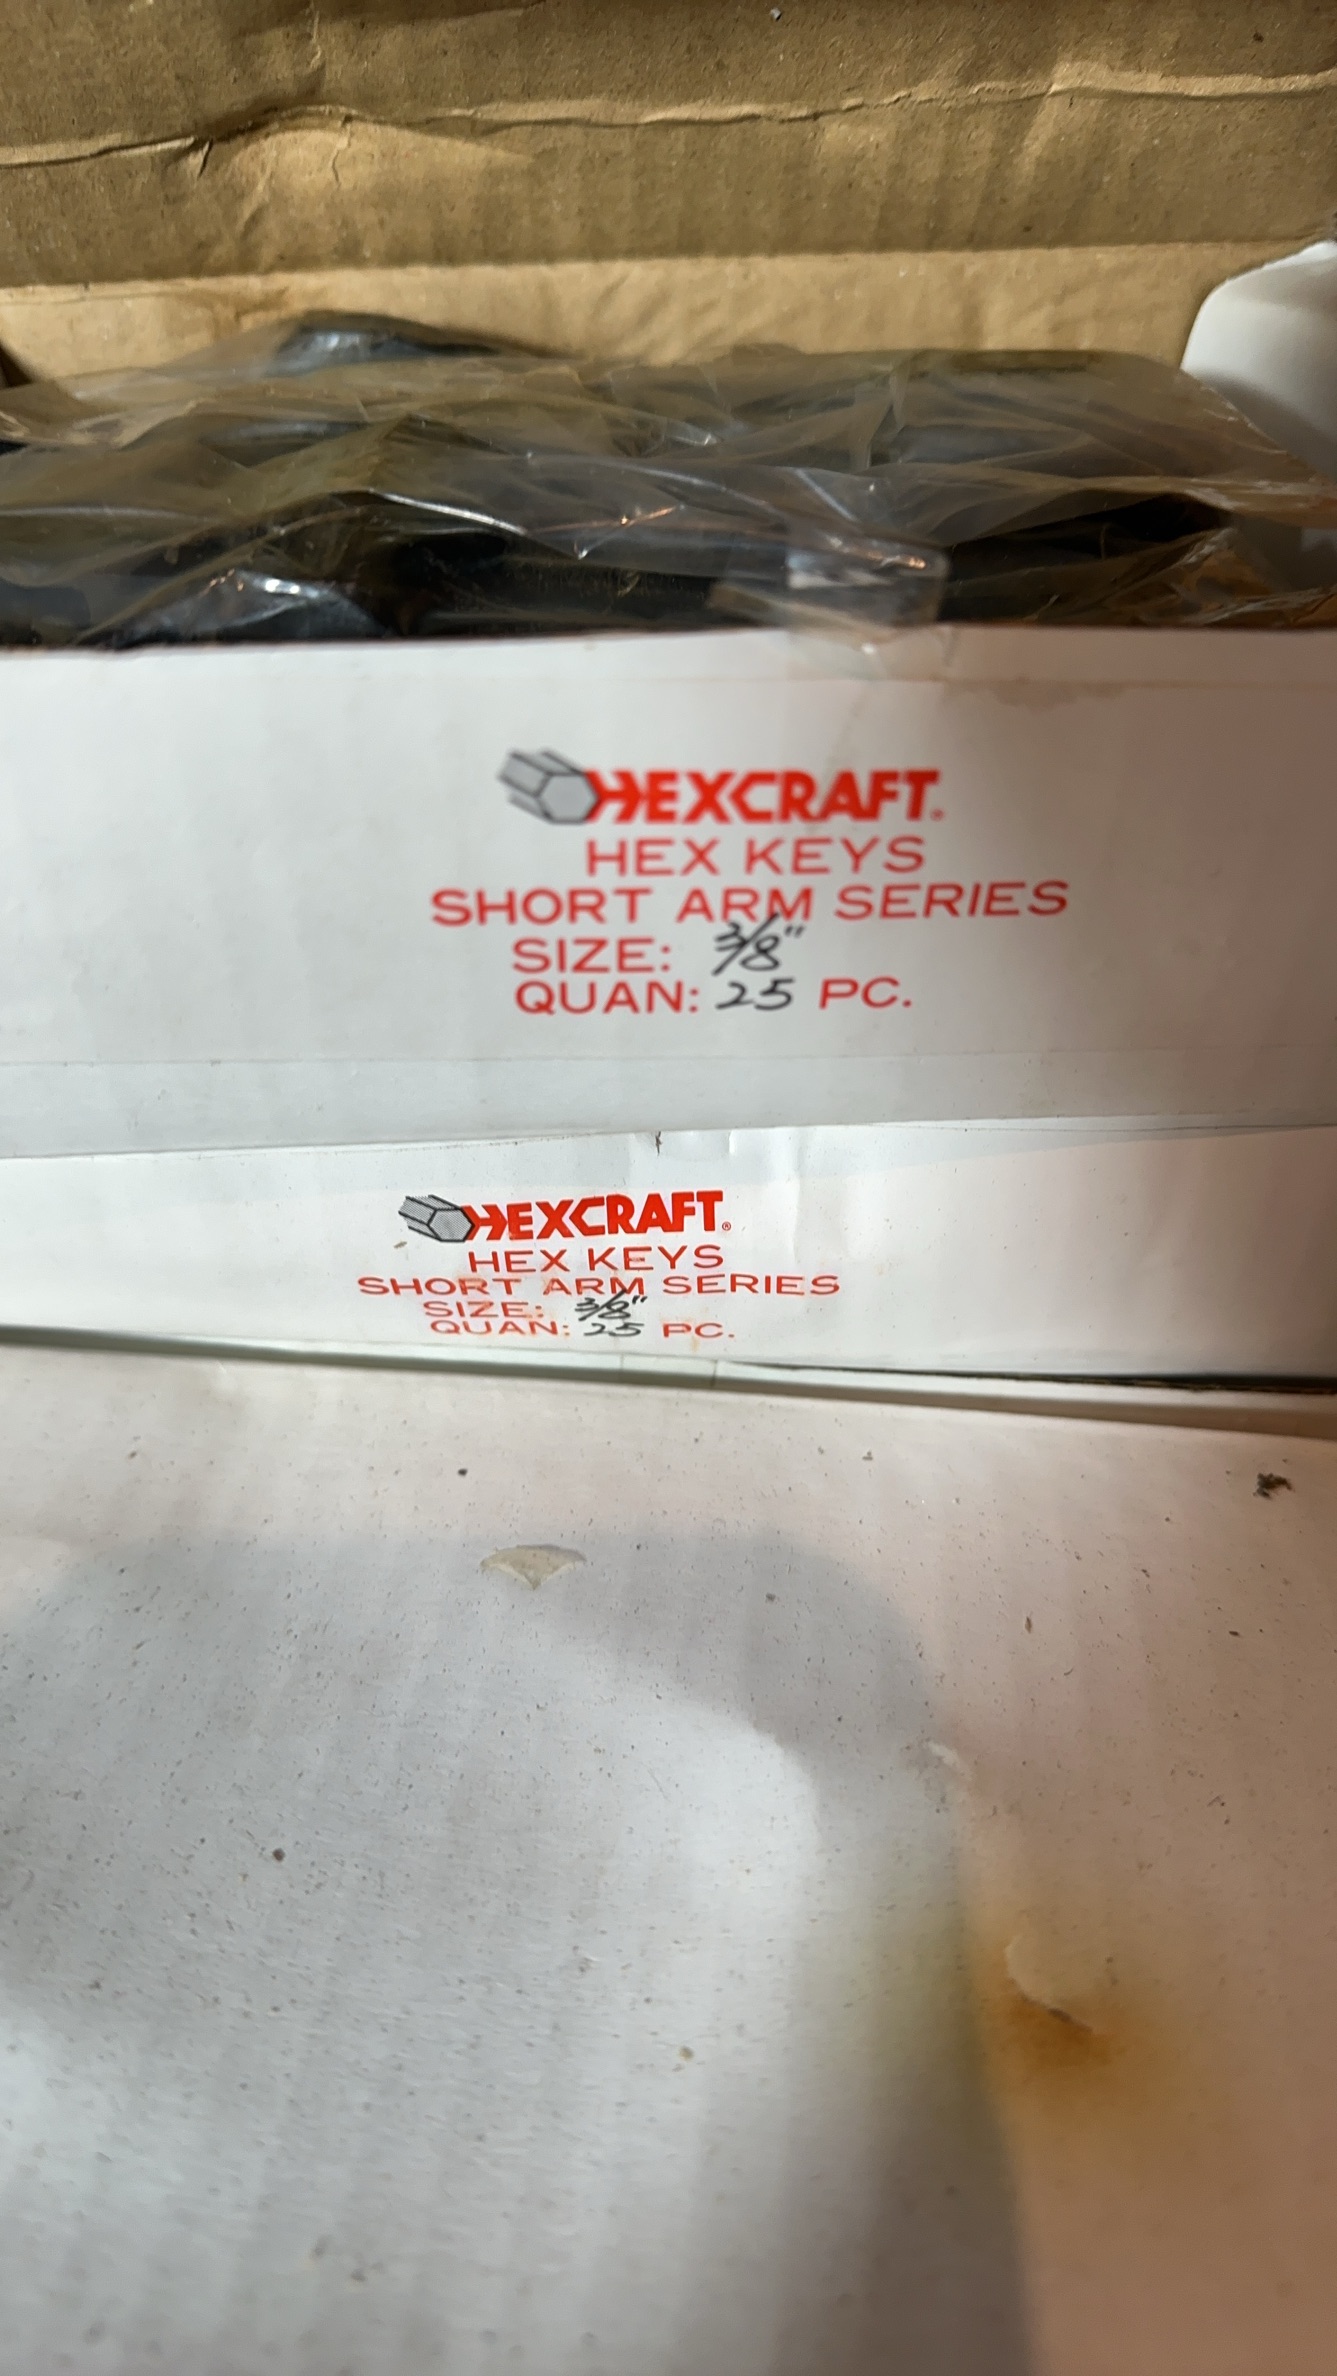 HEXCRAFT®
HEX KEYS
SHORT ARM SERIES
SIZE: 3/8"
QUAN: 25 PC.
HEXCRAFT®
HEX KEYS
SHORT ARM SERIES
SIZE: 3/8"
QUAN: 25 PC.